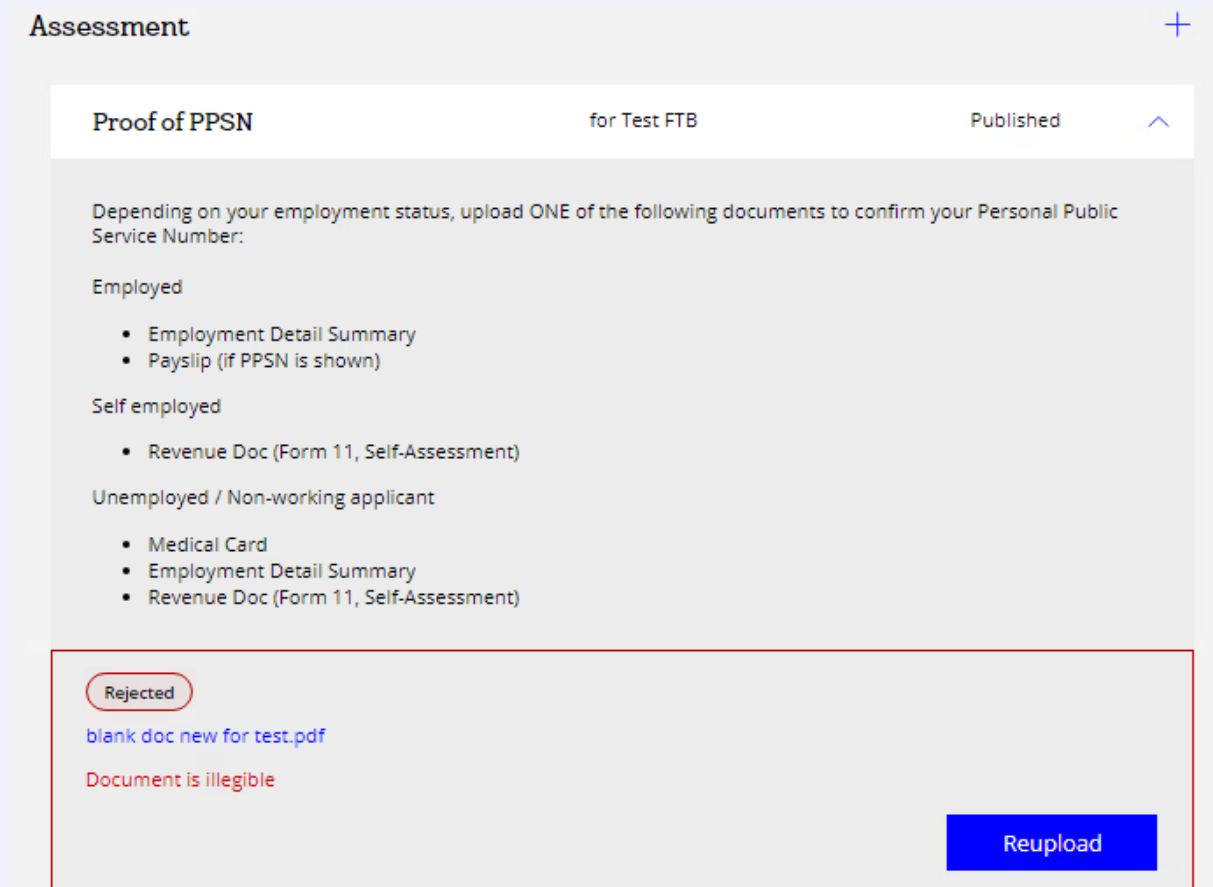 Assessment
Proof of PPSN for Test FTB Published
Depending on your employment status, upload ONE of the following documents to confirm your Personal Public
Service Number:
Employed
• Employment Detail Summary
• Payslip (if PPSN is shown)
Self employed
• Revenue Doc (Form 11, Self-Assessment)
Unemployed / Non-working applicant
• Medical Card
• Employment Detail Summary
• Revenue Doc (Form 11, Self-Assessment)
Rejected
blank doc new for test.pdf
Document is illegible
Reupload